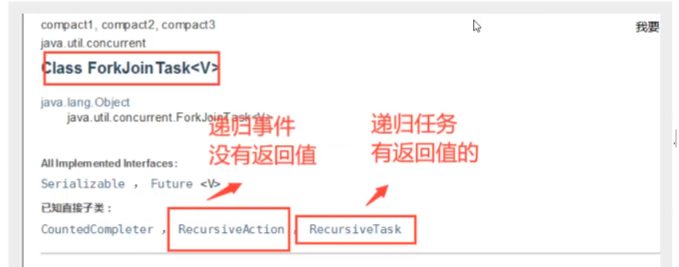 compact1, compact2, compact3
我要
java.util.concurrent
Class ForkJoinTask<V>
java.lang.Object
java.util.concurrent.ForkJoinTask<V>
递归事件
没有返回值
递归任务
有返回值的
All Implemented Interfaces:
Serializable , Future <V>
已知直接子类:
CountedCompleter , RecursiveAction , RecursiveTask